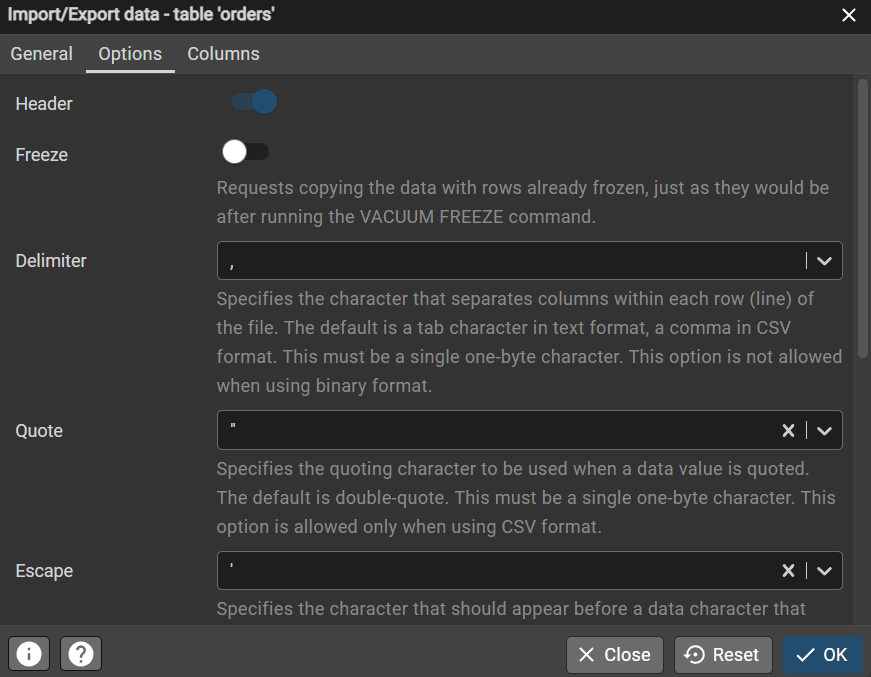 Import/Export data - table 'orders'
General Options Columns
Header
Freeze
Requests copying the data with rows already frozen, just as they would be
after running the VACUUM FREEZE command.
Delimiter ,
Specifies the character that separates columns within each row (line) of
the file. The default is a tab character in text format, a comma in CSV
format. This must be a single one-byte character. This option is not allowed
when using binary format.
Quote "
Specifies the quoting character to be used when a data value is quoted.
The default is double-quote. This must be a single one-byte character. This
option is allowed only when using CSV format.
Escape '
Specifies the character that should appear before a data character that
Close Reset OK